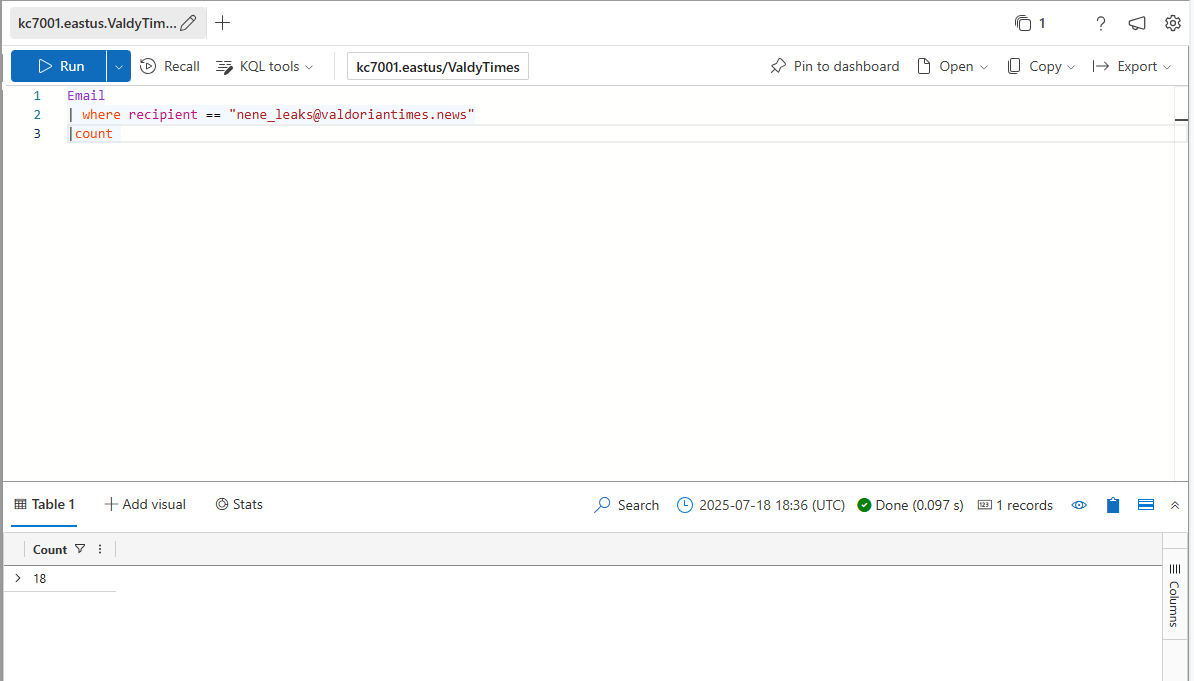 kc7001.eastus.ValdyTim...
1
Run Recall KQL tools kc7001.eastus/ValdyTimes Pin to dashboard Open Copy Export
1 Email
2 | where recipient == "nene_leaks@valdoriantimes.news"
3 |count
Table 1 Add visual Stats Search 2025-07-18 18:36 (UTC) Done (0.097 s) 123 1 records
Count
18
Columns